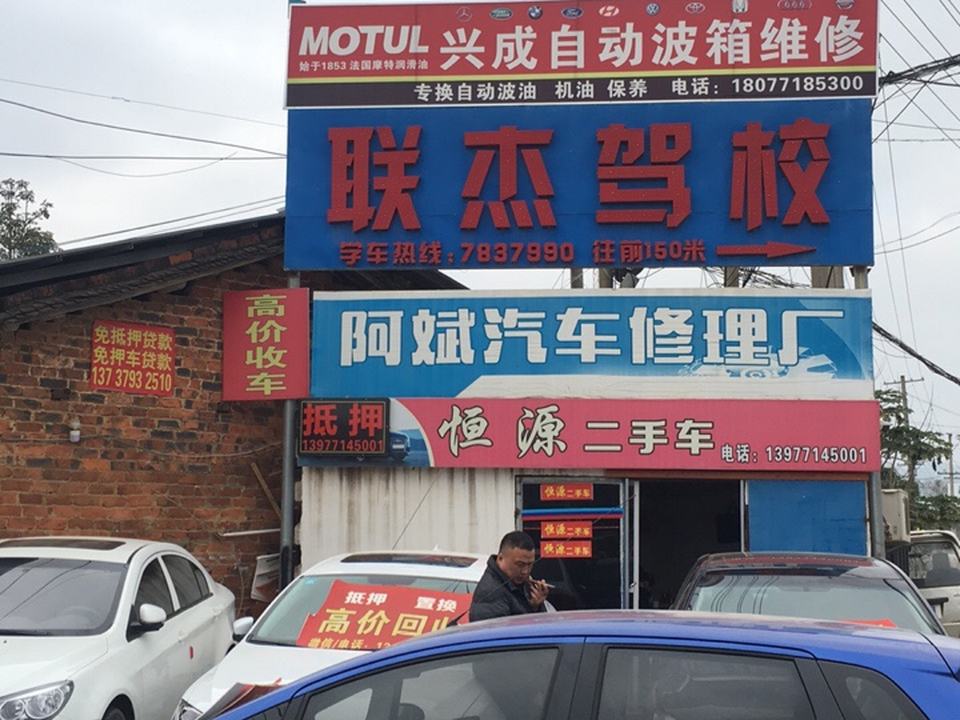 MOTUL 兴成自动波箱维修
始于1853 法国摩特润滑油
专换自动波油 机油 保养 电话：18077185300
联杰驾校
学车热线：7837990 往前150米
高价收车
阿斌汽车修理厂
免抵押贷款
免押车贷款
137 3793 2510
抵押
13977145001
恒源二手车
电话：13977145001
恒源二手车
恒源二手车
恒源二手车
抵押 置换
高价回收
微信/电话：